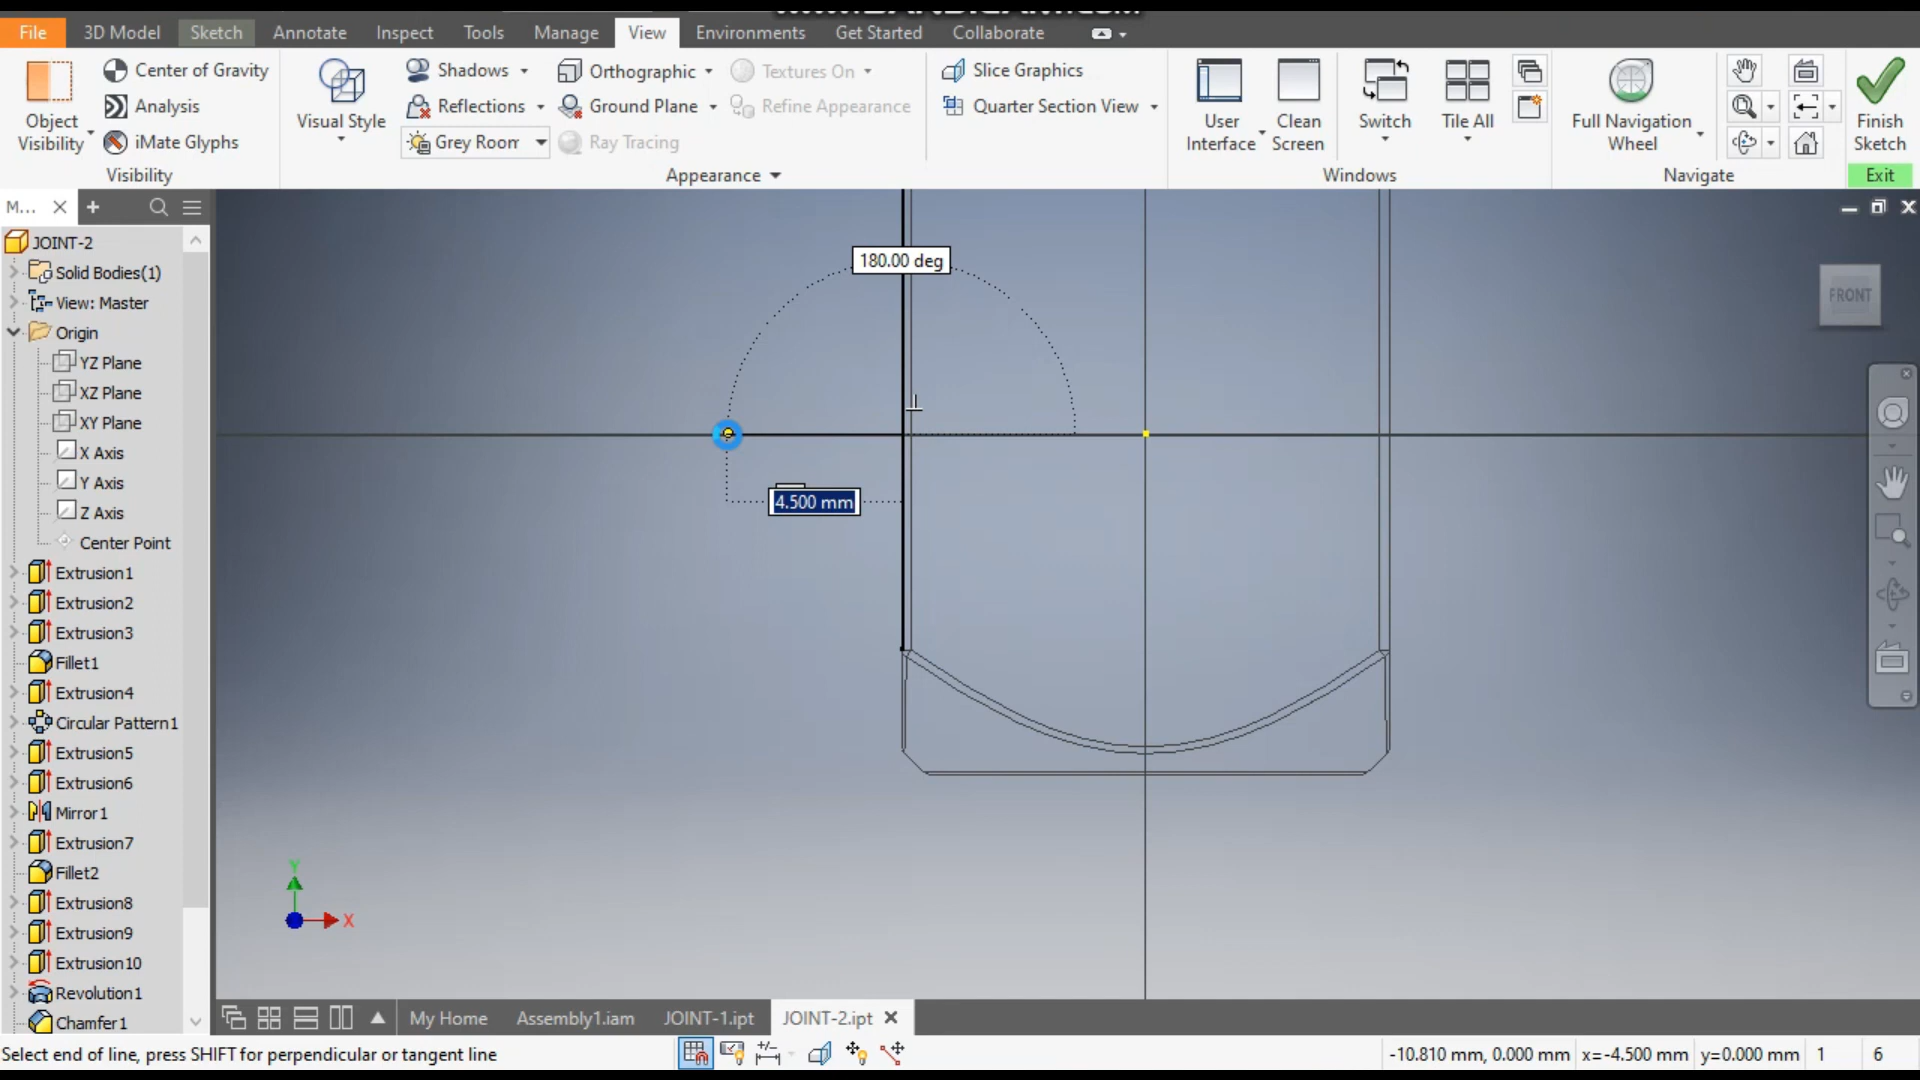 File 3D Model Sketch Annotate Inspect Tools Manage View Environments Get Started Collaborate
Object Visibility
Center of Gravity
Analysis
iMate Glyphs
Visibility
Visual Style
Shadows
Reflections
Grey Room
Orthographic
Ground Plane
Ray Tracing
Textures On
Refine Appearance
Appearance
Slice Graphics
Quarter Section View
User Interface
Clean Screen
Switch
Tile All
Windows
Full Navigation Wheel
Navigate
Finish Sketch
Exit
M...
JOINT-2
Solid Bodies(1)
View: Master
Origin
YZ Plane
XZ Plane
XY Plane
X Axis
Y Axis
Z Axis
Center Point
Extrusion1
Extrusion2
Extrusion3
Fillet1
Extrusion4
Circular Pattern1
Extrusion5
Extrusion6
Mirror1
Extrusion7
Fillet2
Extrusion8
Extrusion9
Extrusion10
Revolution1
Chamfer1
180.00 deg
4.500 mm
FRONT
Y
X
My Home Assembly1.iam JOINT-1.ipt JOINT-2.ipt
Select end of line, press SHIFT for perpendicular or tangent line
-10.810 mm, 0.000 mm x=-4.500 mm y=0.000 mm 1 6